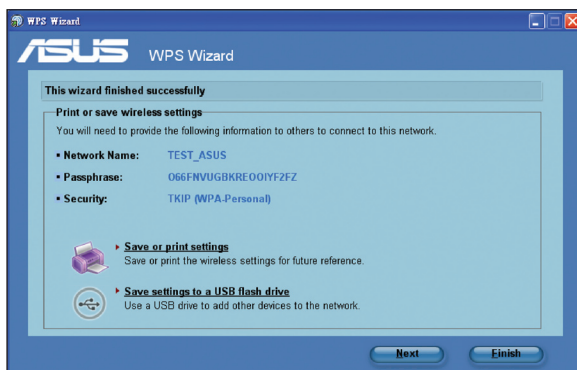 WPS Wizard
ASUS WPS Wizard
This wizard finished successfully
Print or save wireless settings
You will need to provide the following information to others to connect to this network.
Network Name: TEST_ASUS
Passphrase: O66FNVUGBKREOOIYF2FZ
Security: TKIP (WPA-Personal)
Save or print settings
Save or print the wireless settings for future reference.
Save settings to a USB flash drive
Use a USB drive to add other devices to the network.
Next Finish